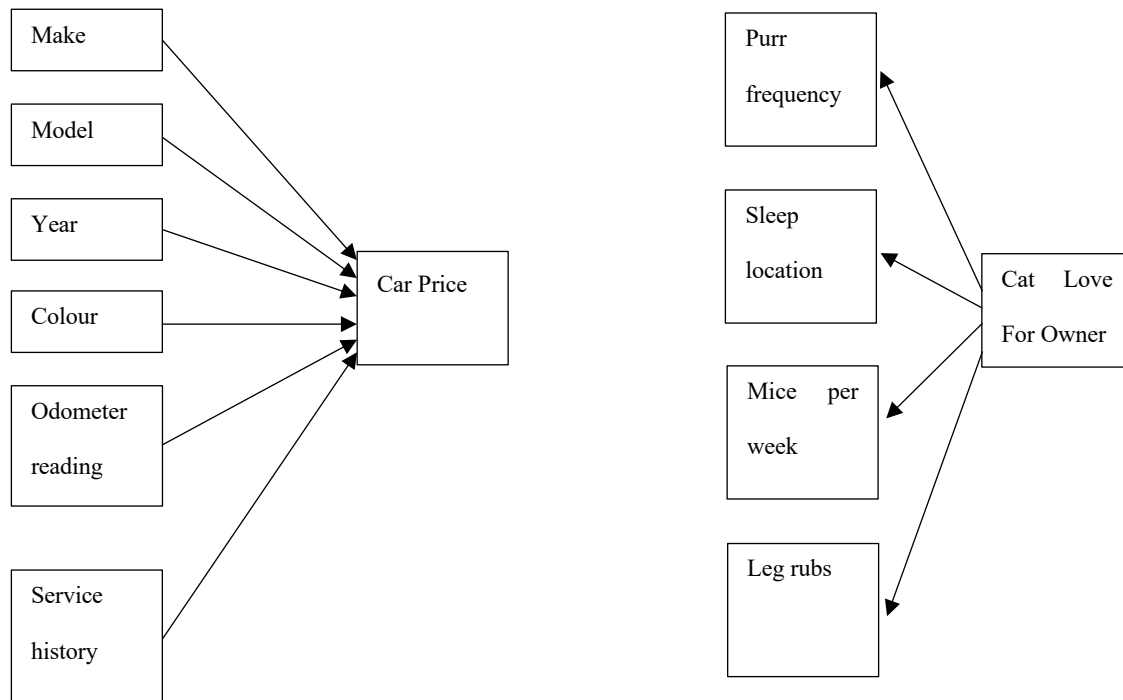 Make
Model
Year
Colour
Odometer
reading
Service
history
Car Price
Purr
frequency
Sleep
location
Mice per
week
Leg rubs
Cat Love
For Owner